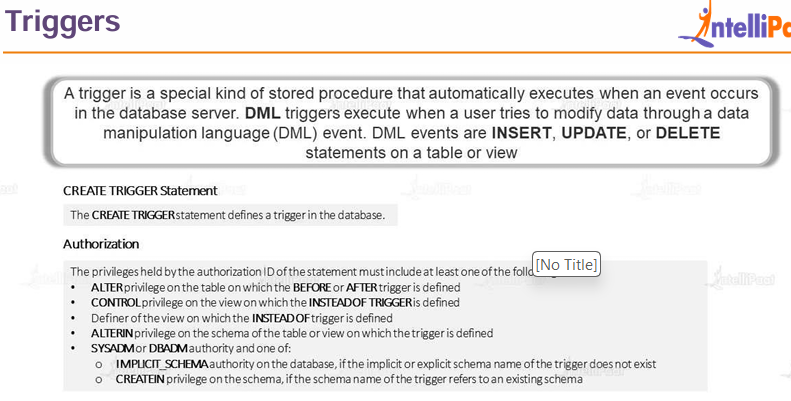 Triggers
IntelliPa
A trigger is a special kind of stored procedure that automatically executes when an event occurs
in the database server. DML triggers execute when a user tries to modify data through a data
manipulation language (DML) event. DML events are INSERT, UPDATE, or DELETE
statements on a table or view
CREATE TRIGGER Statement
The CREATE TRIGGER statement defines a trigger in the database.
Authorization
The privileges held by the authorization ID of the statement must include at least one of the follo
[No Title]
• ALTER privilege on the table on which the BEFORE or AFTER trigger is defined
• CONTROL privilege on the view on which the INSTEAD OF TRIGGER is defined
• Definer of the view on which the INSTEAD OF trigger is defined
• ALTERIN privilege on the schema of the table or view on which the trigger is defined
• SYSADM or DBADM authority and one of:
o IMPLICIT_SCHEMA authority on the database, if the implicit or explicit schema name of the trigger does not exist
o CREATEIN privilege on the schema, if the schema name of the trigger refers to an existing schema